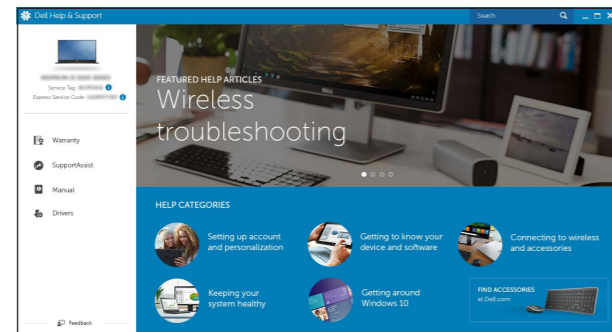 Dell Help & Support
Search
Service Tag
Express Service Code
Warranty
SupportAssist
Manual
Drivers
Feedback
FEATURED HELP ARTICLES
Wireless
troubleshooting
HELP CATEGORIES
Setting up account
and personalization
Getting to know your
device and software
Connecting to wireless
and accessories
Keeping your
system healthy
Getting around
Windows 10
FIND ACCESSORIES
at Dell.com